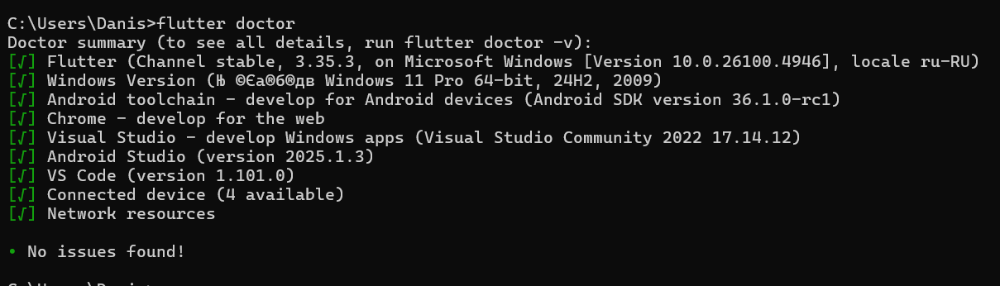 C:\Users\Danis>flutter doctor
Doctor summary (to see all details, run flutter doctor -v):
[√] Flutter (Channel stable, 3.35.3, on Microsoft Windows [Version 10.0.26100.4946], locale ru-RU)
[√] Windows Version (Њ ©Єа®б®дв Windows 11 Pro 64-bit, 24H2, 2009)
[√] Android toolchain - develop for Android devices (Android SDK version 36.1.0-rc1)
[√] Chrome - develop for the web
[√] Visual Studio - develop Windows apps (Visual Studio Community 2022 17.14.12)
[√] Android Studio (version 2025.1.3)
[√] VS Code (version 1.101.0)
[√] Connected device (4 available)
[√] Network resources
• No issues found!